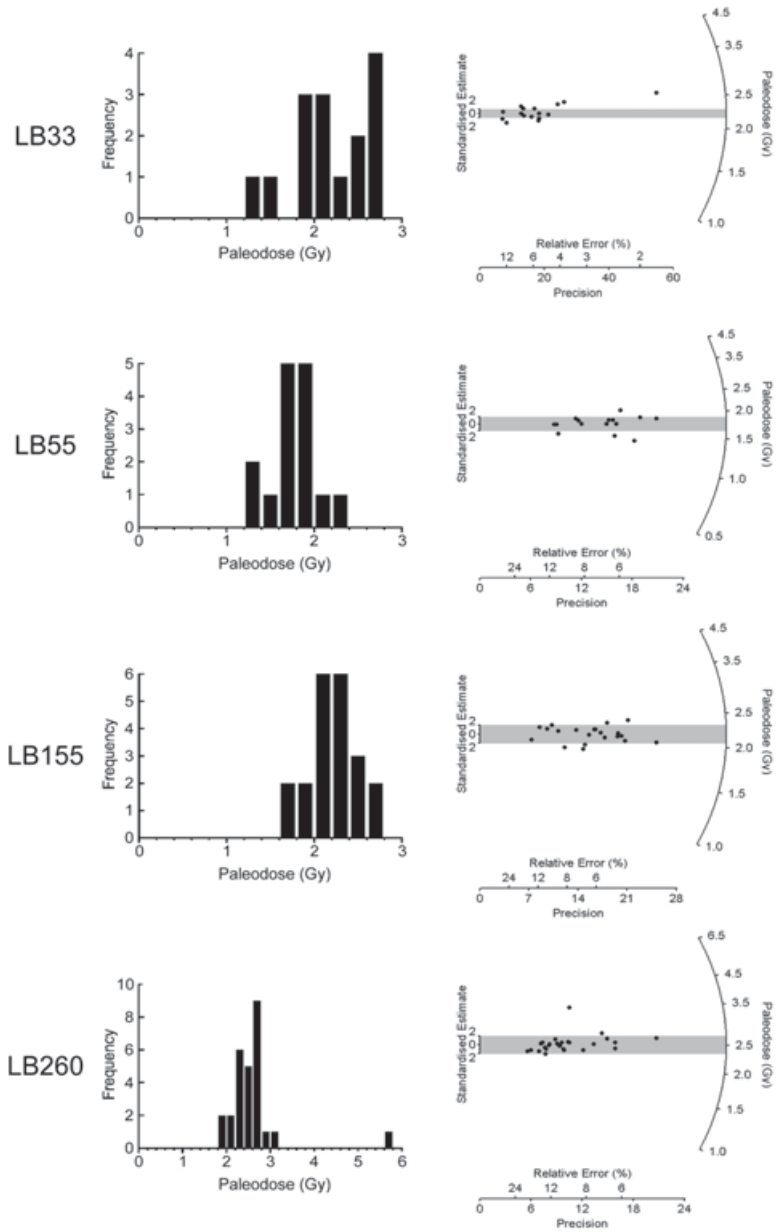 LB33
4
3
2
1
0
Frequency
0 1 2 3
Paleodose (Gy)
Standardised Estimate
2
0
2
4.5
3.5
2.5
2.0
1.5
1.0
Paleodose (Gy)
Relative Error (%)
12 6 4 3 2
0 20 40 60
Precision
LB55
5
4
3
2
1
0
Frequency
0 1 2 3
Paleodose (Gy)
Standardised Estimate
2
0
2
4.5
3.5
2.5
2.0
1.5
1.0
0.5
Paleodose (Gy)
Relative Error (%)
24 12 8 6
0 6 12 18 24
Precision
LB155
6
5
4
3
2
1
0
Frequency
0 1 2 3
Paleodose (Gy)
Standardised Estimate
2
0
2
4.5
3.5
2.5
2.0
1.5
1.0
Paleodose (Gy)
Relative Error (%)
24 12 8 6
0 7 14 21 28
Precision
LB260
10
8
6
4
2
0
Frequency
0 1 2 3 4 5 6
Paleodose (Gy)
Standardised Estimate
2
0
2
6.5
4.5
3.5
2.5
2.0
1.5
1.0
Paleodose (Gy)
Relative Error (%)
24 12 8 6
0 6 12 18 24
Precision